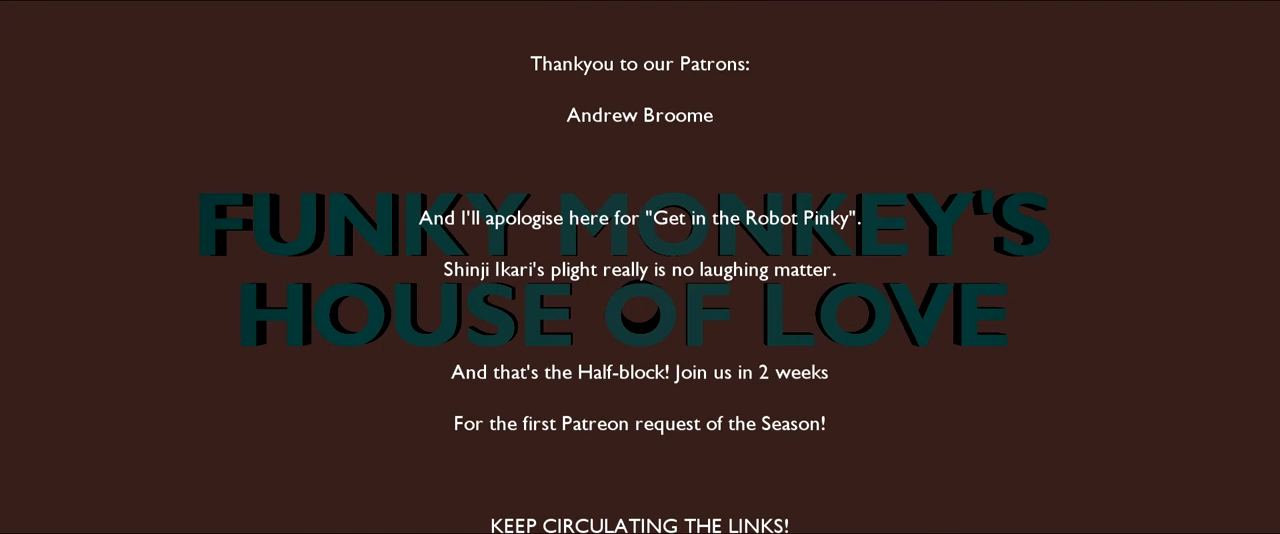 Thankyou to our Patrons:
Andrew Broome
FUNKY MONKEY'S
And I'll apologise here for "Get in the Robot Pinky".
Shinji Ikari's plight really is no laughing matter.
HOUSE OF LOVE
And that's the Half-block! Join us in 2 weeks
For the first Patreon request of the Season!
KEEP CIRCULATING THE LINKS!